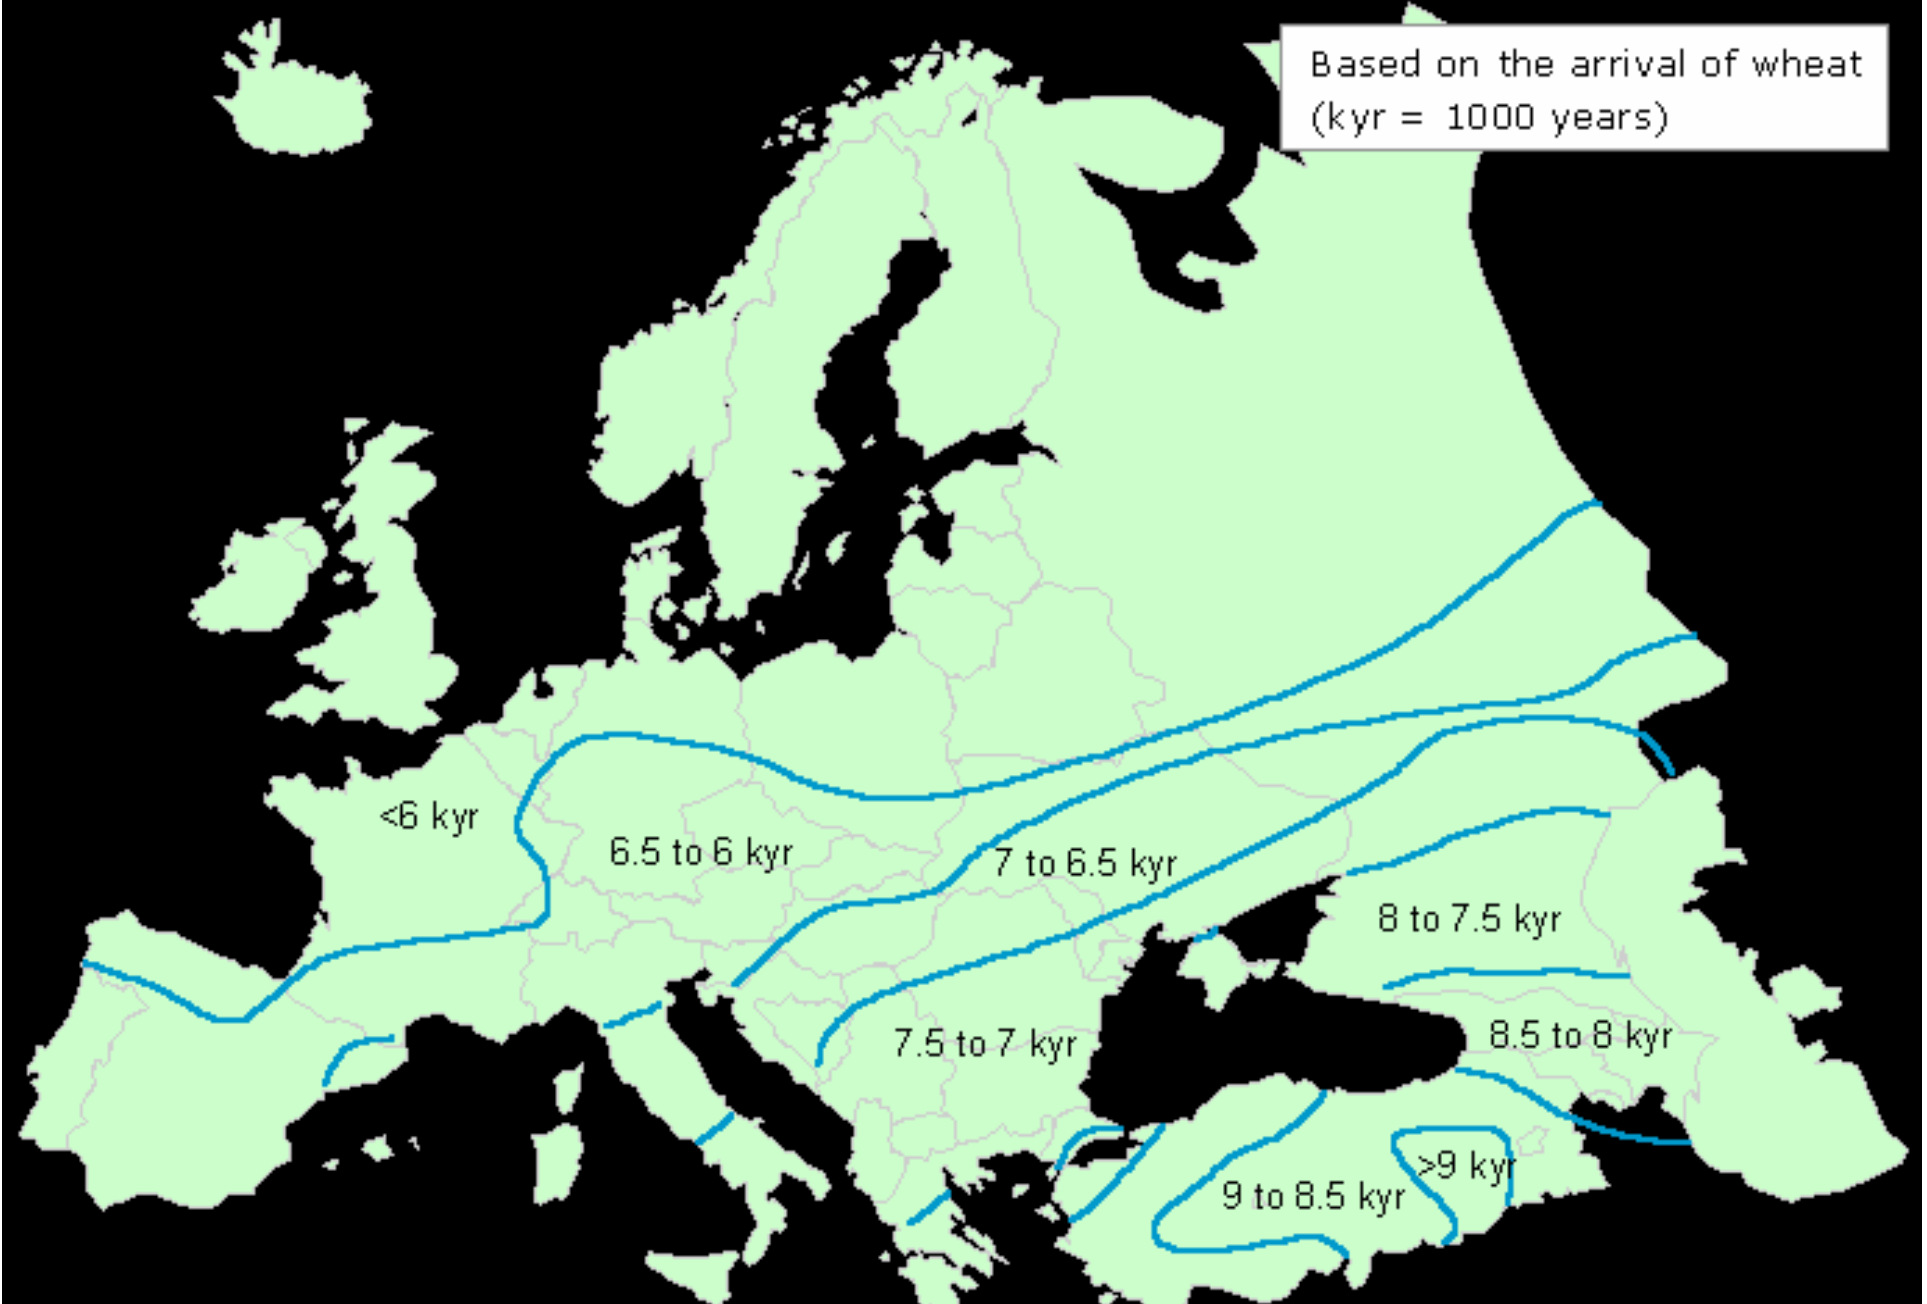 Based on the arrival of wheat
(kyr = 1000 years)
<6 kyr
6.5 to 6 kyr
7 to 6.5 kyr
8 to 7.5 kyr
7.5 to 7 kyr
8.5 to 8 kyr
>9 kyr
9 to 8.5 kyr